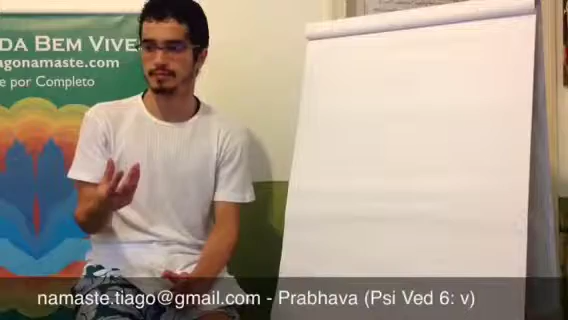 DA BEM VIVE
agonamaste.com
e por Completo
namaste.tiago@gmail.com - Prabhava (Psi Ved 6: v)